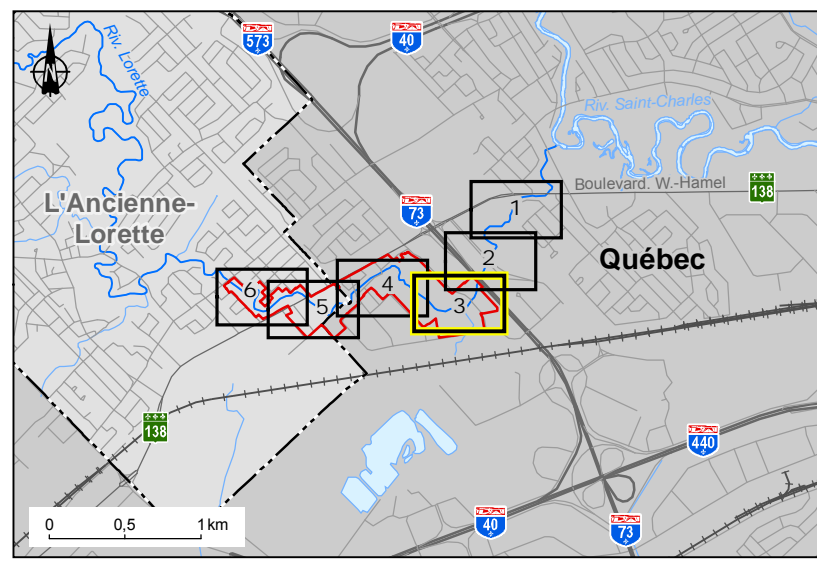 573
40
Riv. Lorette
Riv. Saint-Charles
Boulevard. W.-Hamel
138
73
1
L'Ancienne-
Lorette
2
Québec
6
5
4
3
138
440
40
73
0
0,5
1 km